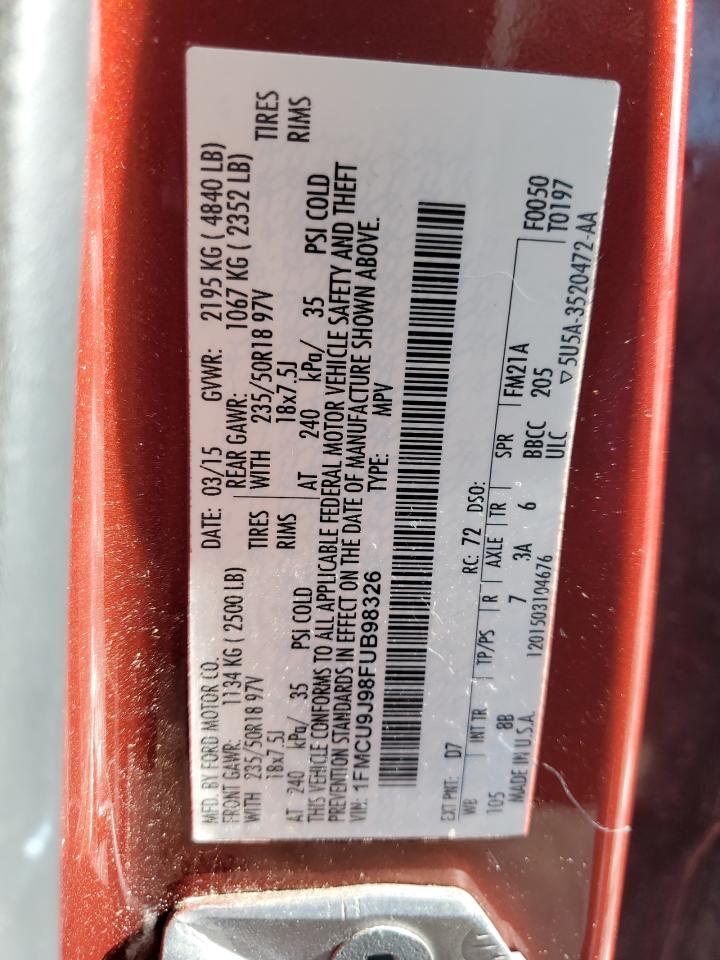 MFD. BY FORD MOTOR CO.
DATE: 03/15 GVWR: 2195 KG ( 4840 LB)
FRONT GAWR: 1134 KG ( 2500 LB) REAR GAWR: 1067 KG ( 2352 LB)
WITH 235/50R18 97V TIRES WITH 235/50R18 97V TIRES
18x7.5J RIMS 18x7.5J RIMS
AT 240 kPa/ 35 PSI COLD AT 240 kPa/ 35 PSI COLD
THIS VEHICLE CONFORMS TO ALL APPLICABLE FEDERAL MOTOR VEHICLE SAFETY AND THEFT
PREVENTION STANDARDS IN EFFECT ON THE DATE OF MANUFACTURE SHOWN ABOVE.
VIN: 1FMCU9J98FUB98326 TYPE: MPV
EXT PNT: D7 RC: 72 DSO: F0050
WB INT TR TP/PS R AXLE TR SPR FM21A T0197
105 8B 7 3A 6 BBCC 205
MADE IN U.S.A. 1201503104676 ULC ▽5U5A-3520472-AA